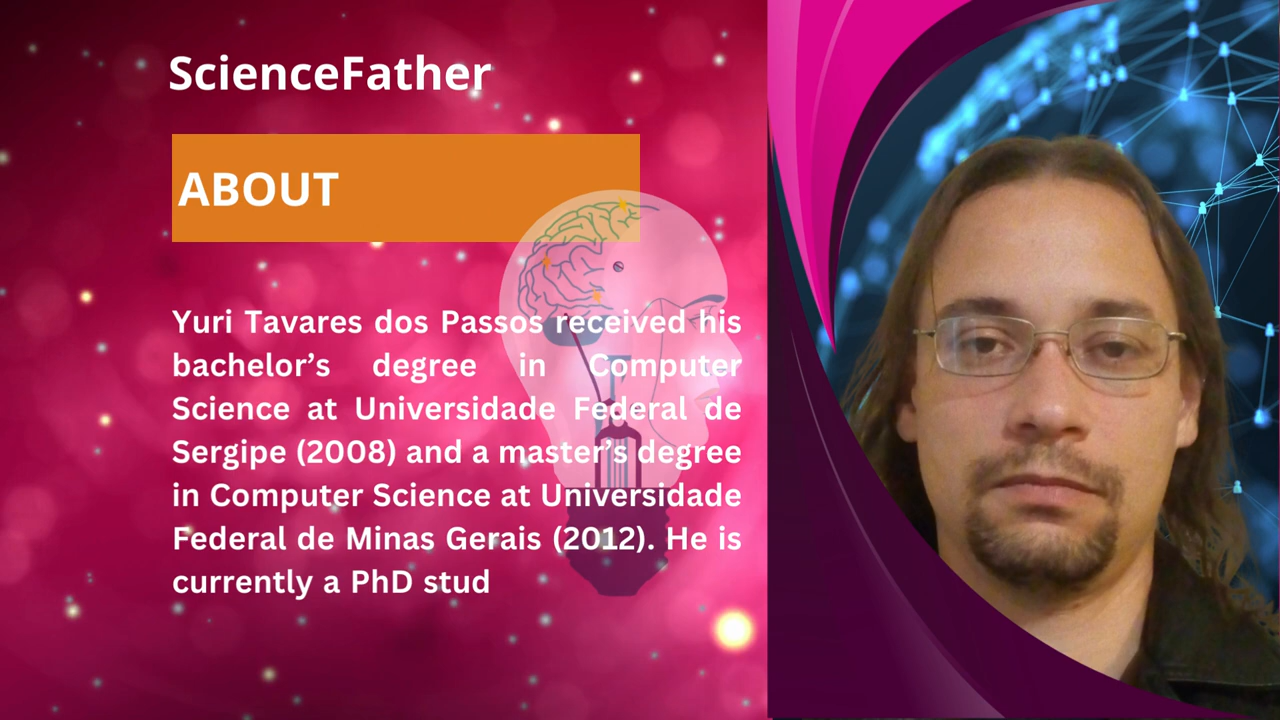 ScienceFather
ABOUT
Yuri Tavares dos Passos received his
bachelor’s degree in Computer
Science at Universidade Federal de
Sergipe (2008) and a master’s degree
in Computer Science at Universidade
Federal de Minas Gerais (2012). He is
currently a PhD stud